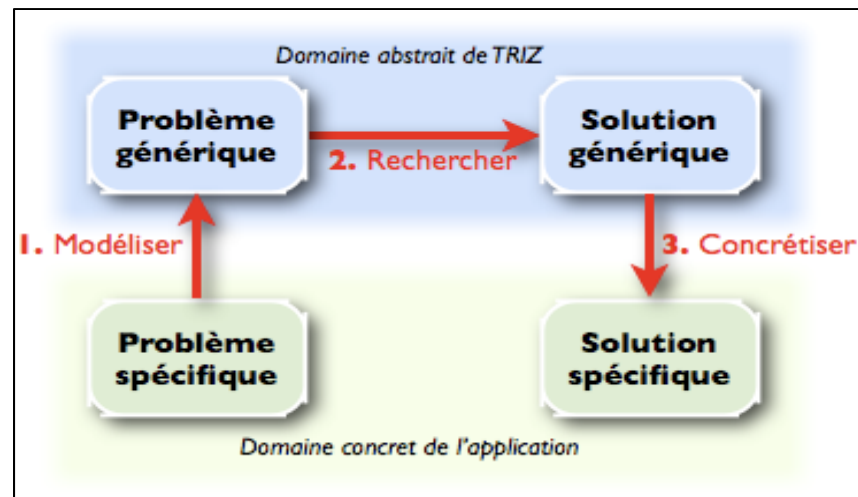 Domaine abstrait de TRIZ
Problème
générique
Solution
générique
2. Rechercher
1. Modéliser
3. Concrétiser
Problème
spécifique
Solution
spécifique
Domaine concret de l'application